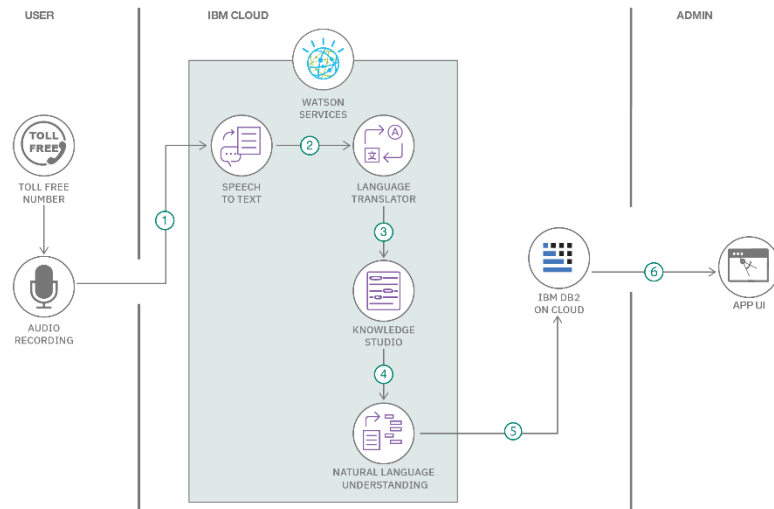 USER
IBM CLOUD
ADMIN
WATSON
SERVICES
TOLL
FREE
TOLL FREE
NUMBER
AUDIO
RECORDING
1
SPEECH
TO TEXT
2
A
文
LANGUAGE
TRANSLATOR
3
KNOWLEDGE
STUDIO
4
NATURAL LANGUAGE
UNDERSTANDING
5
IBM DB2
ON CLOUD
6
APP UI